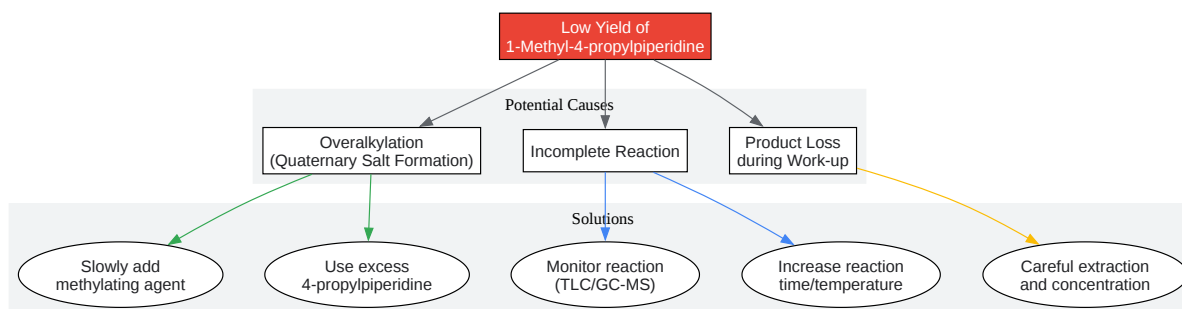 Low Yield of
1-Methyl-4-propylpiperidine
Potential Causes
Overalkylation
(Quaternary Salt Formation)
Incomplete Reaction
Product Loss
during Work-up
Solutions
Slowly add
methylating agent
Use excess
4-propylpiperidine
Monitor reaction
(TLC/GC-MS)
Increase reaction
time/temperature
Careful extraction
and concentration